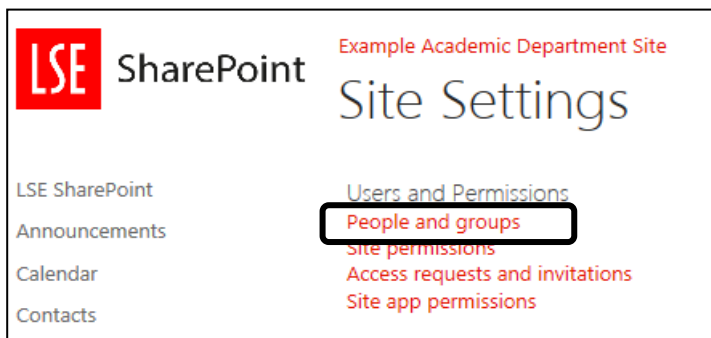 LSE SharePoint
Example Academic Department Site
Site Settings
LSE SharePoint
Announcements
Calendar
Contacts
Users and Permissions
People and groups
Site permissions
Access requests and invitations
Site app permissions